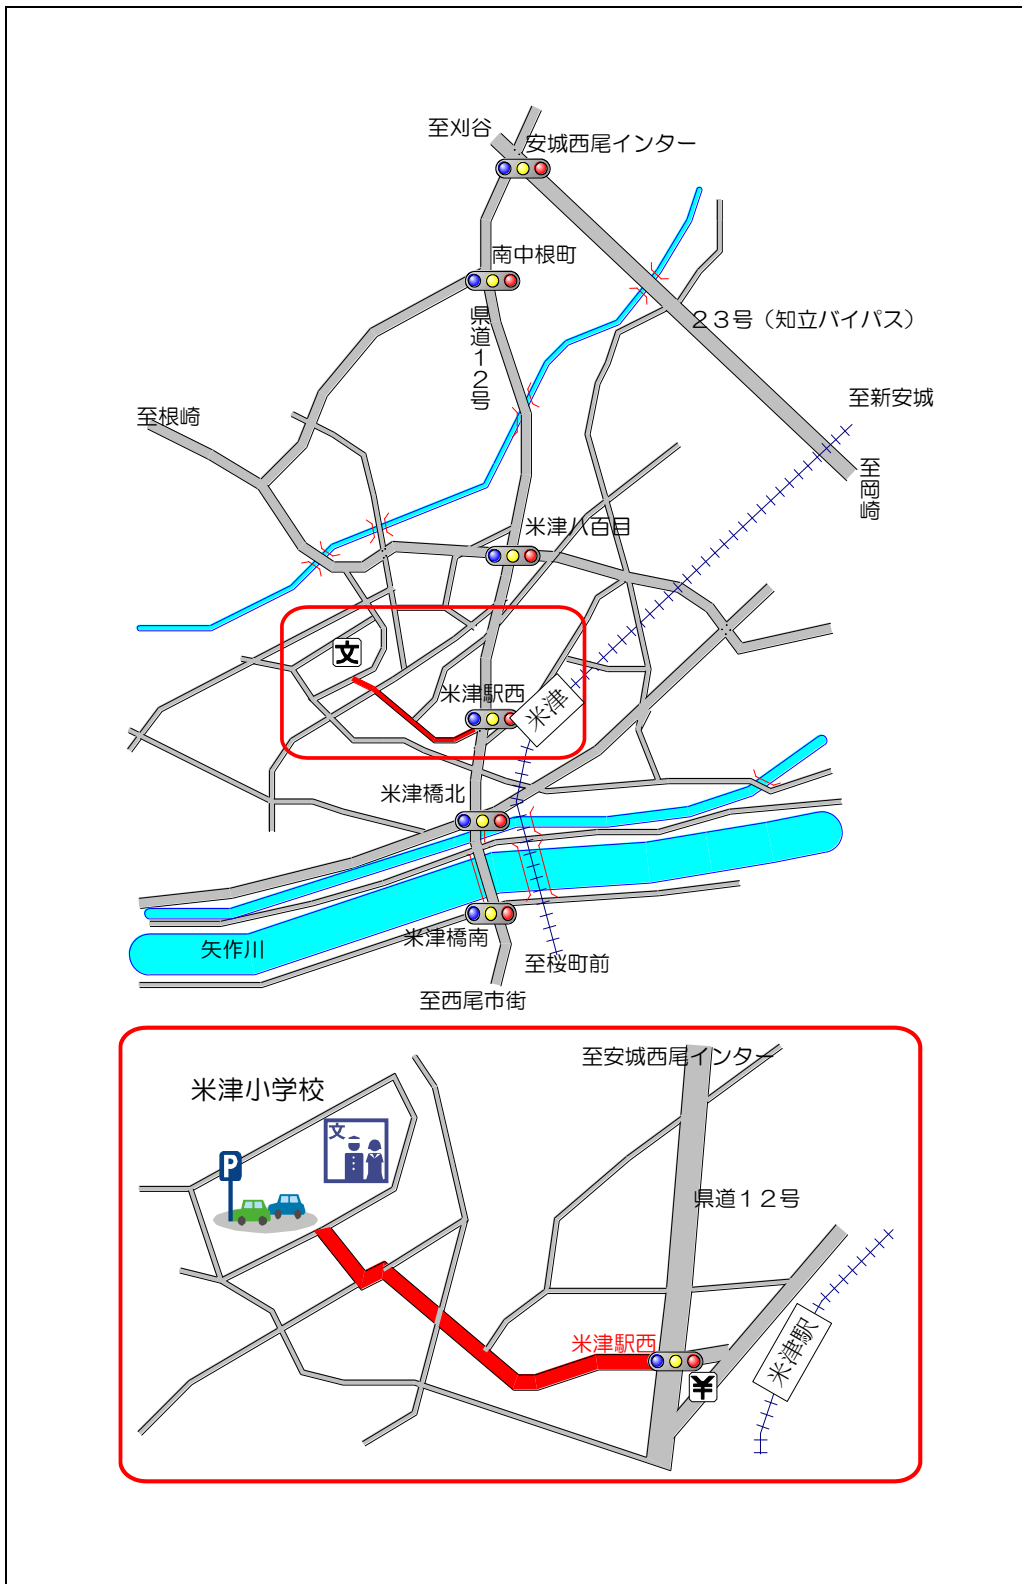 至刈谷
安城西尾インター
南中根町
県道12号
23号（知立バイパス）
至新安城
至根崎
至岡崎
米津八百目
文
米津駅西
米津
米津橋北
矢作川
米津橋南
至桜町前
至西尾市街
至安城西尾インター
米津小学校
文
P
県道12号
米津駅西
米津駅
¥